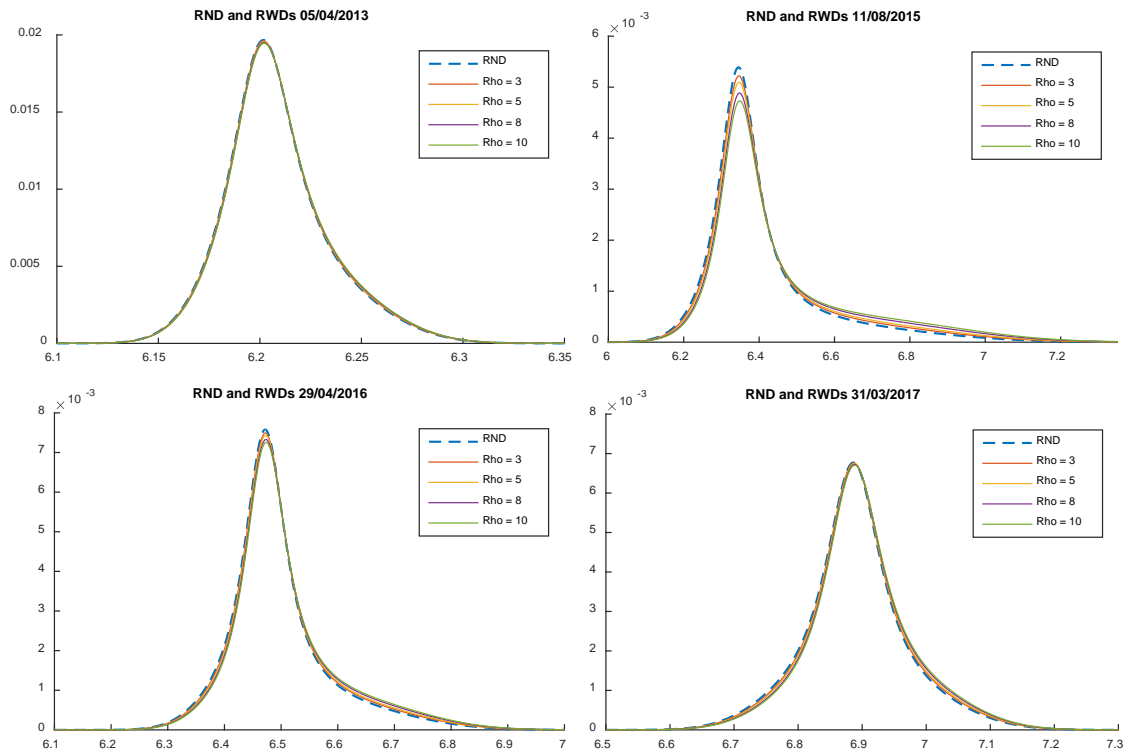 RND and RWDs 05/04/2013
0.02
0.015
0.01
0.005
0
6.1
6.15
6.2
6.25
6.3
6.35
RND
Rho = 3
Rho = 5
Rho = 8
Rho = 10
RND and RWDs 11/08/2015
× 10 -3
6
5
4
3
2
1
0
6
6.2
6.4
6.6
6.8
7
7.2
RND
Rho = 3
Rho = 5
Rho = 8
Rho = 10
RND and RWDs 29/04/2016
× 10 -3
8
7
6
5
4
3
2
1
0
6.1
6.2
6.3
6.4
6.5
6.6
6.7
6.8
6.9
7
RND
Rho = 3
Rho = 5
Rho = 8
Rho = 10
RND and RWDs 31/03/2017
× 10 -3
8
7
6
5
4
3
2
1
0
6.5
6.6
6.7
6.8
6.9
7
7.1
7.2
7.3
RND
Rho = 3
Rho = 5
Rho = 8
Rho = 10